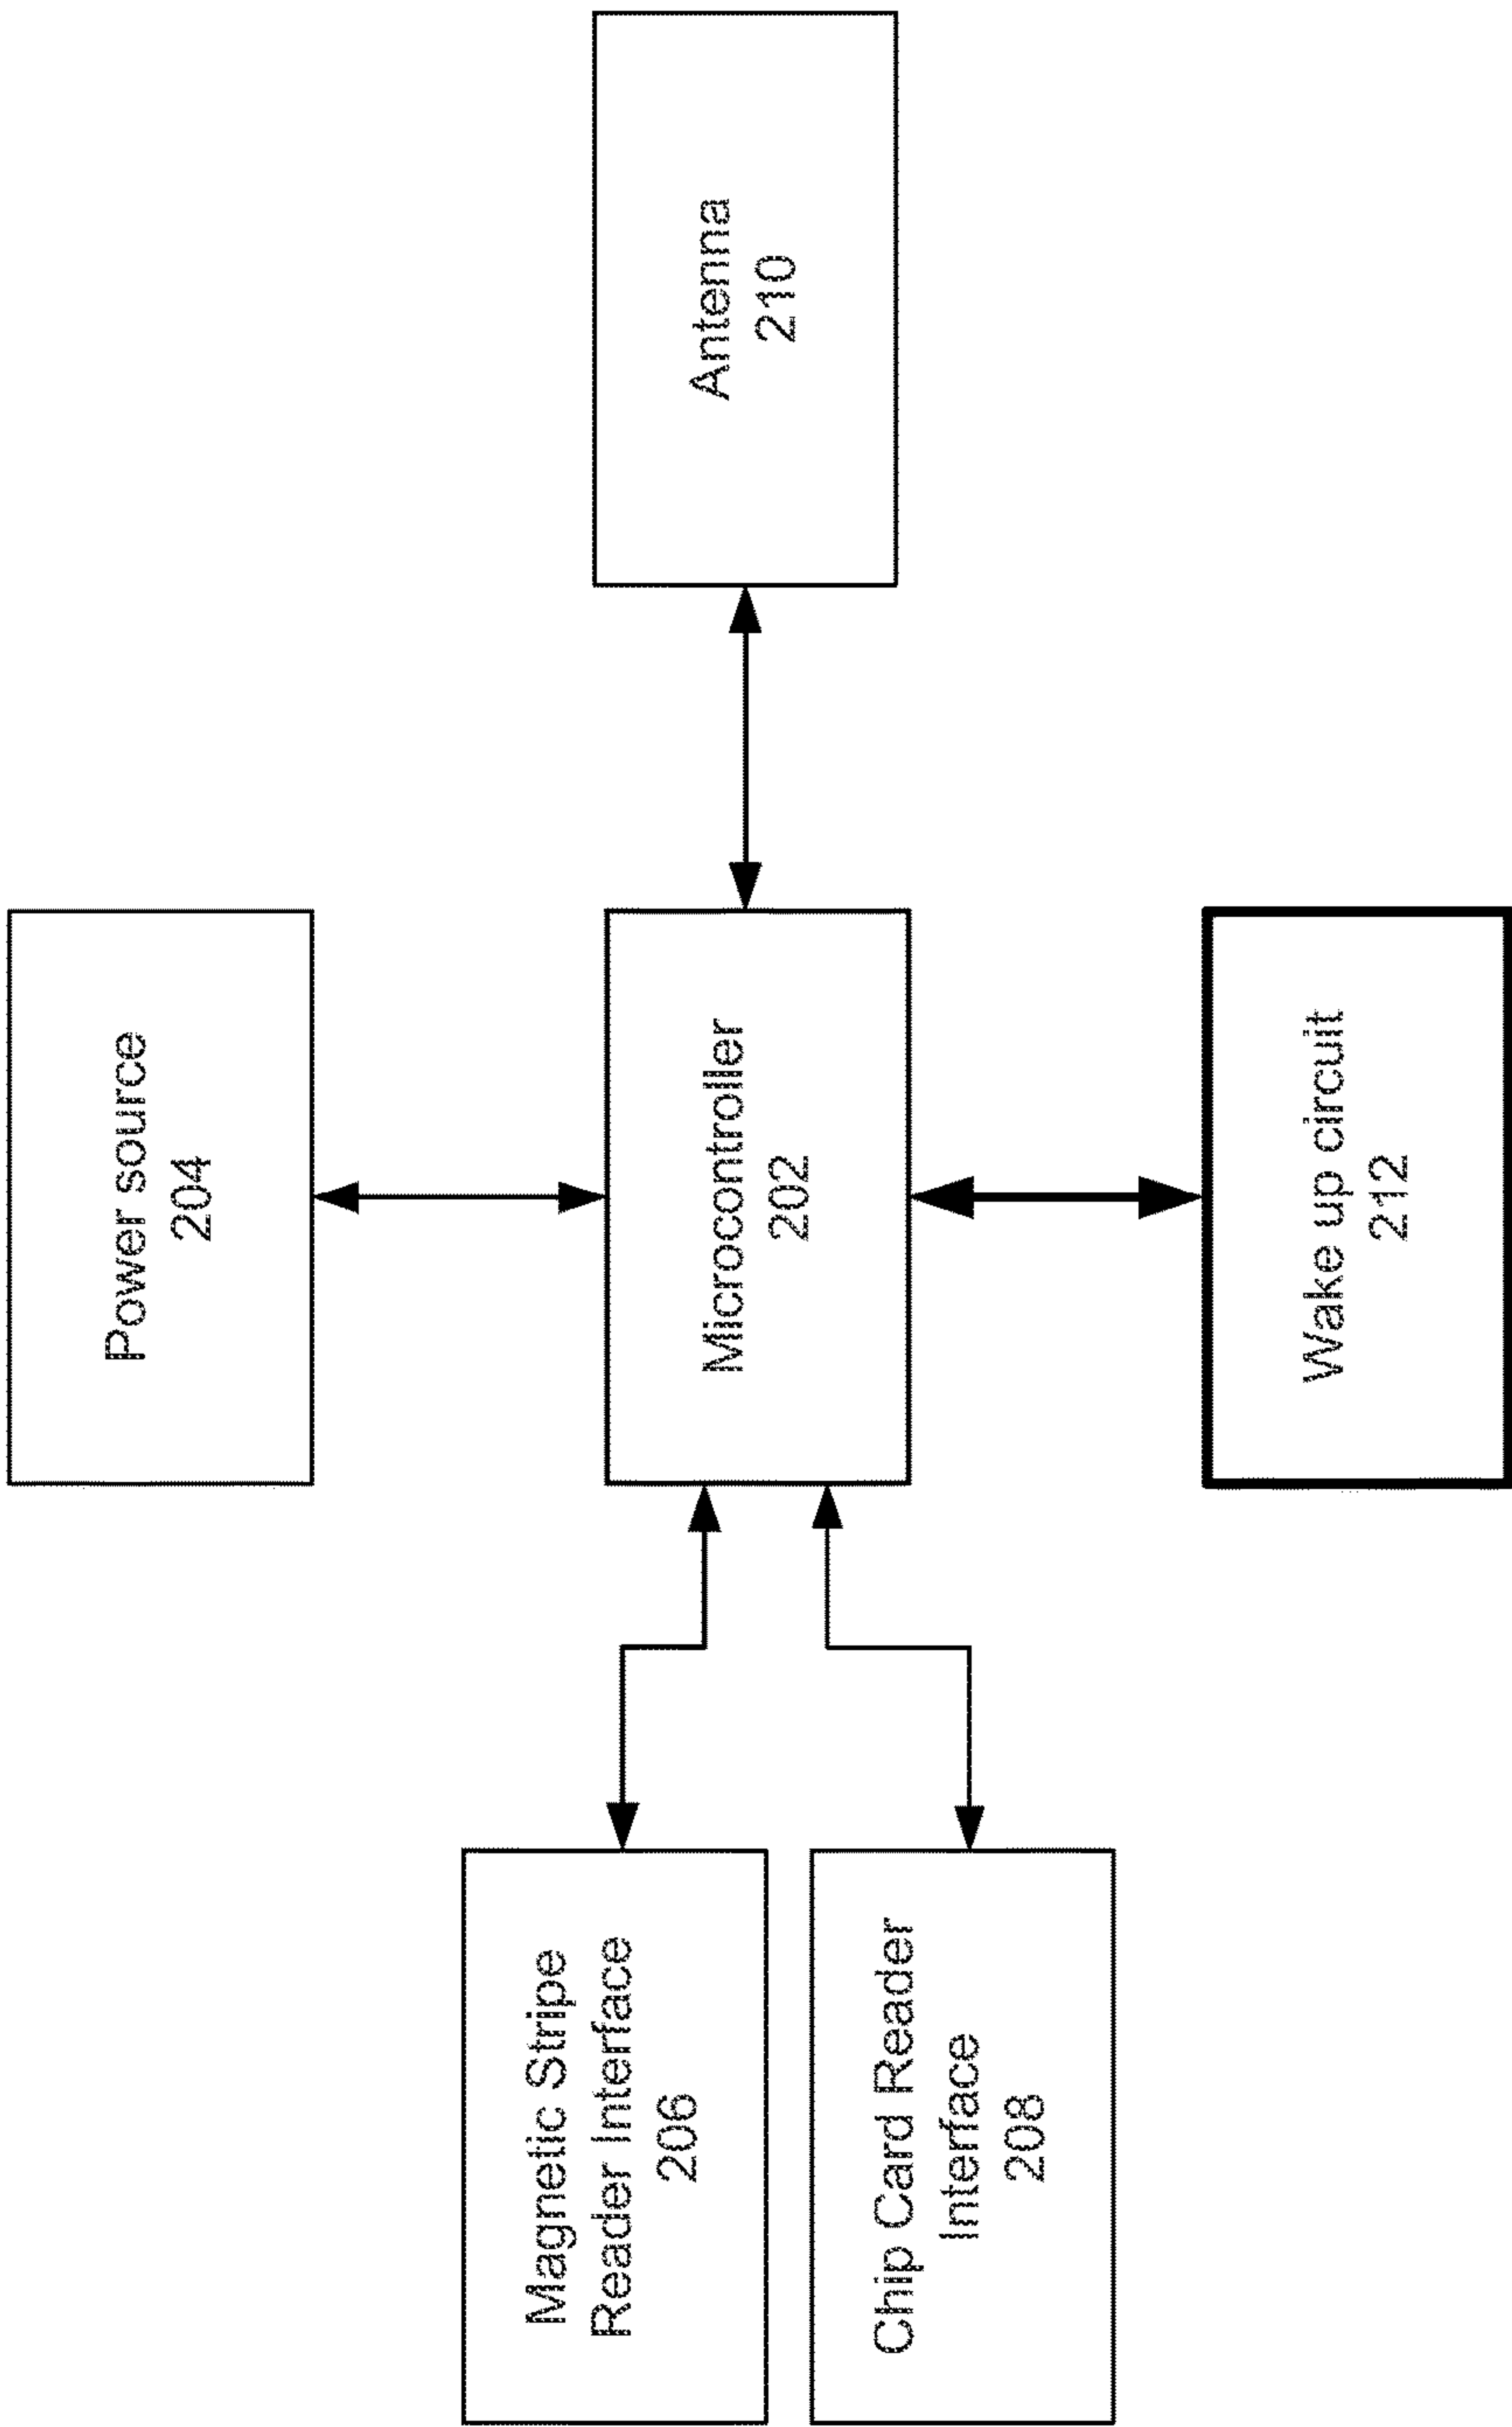 Power source
204
Magnetic Stripe
Reader Interface
206
Microcontroller
202
Antenna
210
Chip Card Reader
Interface
208
Wake up circuit
212